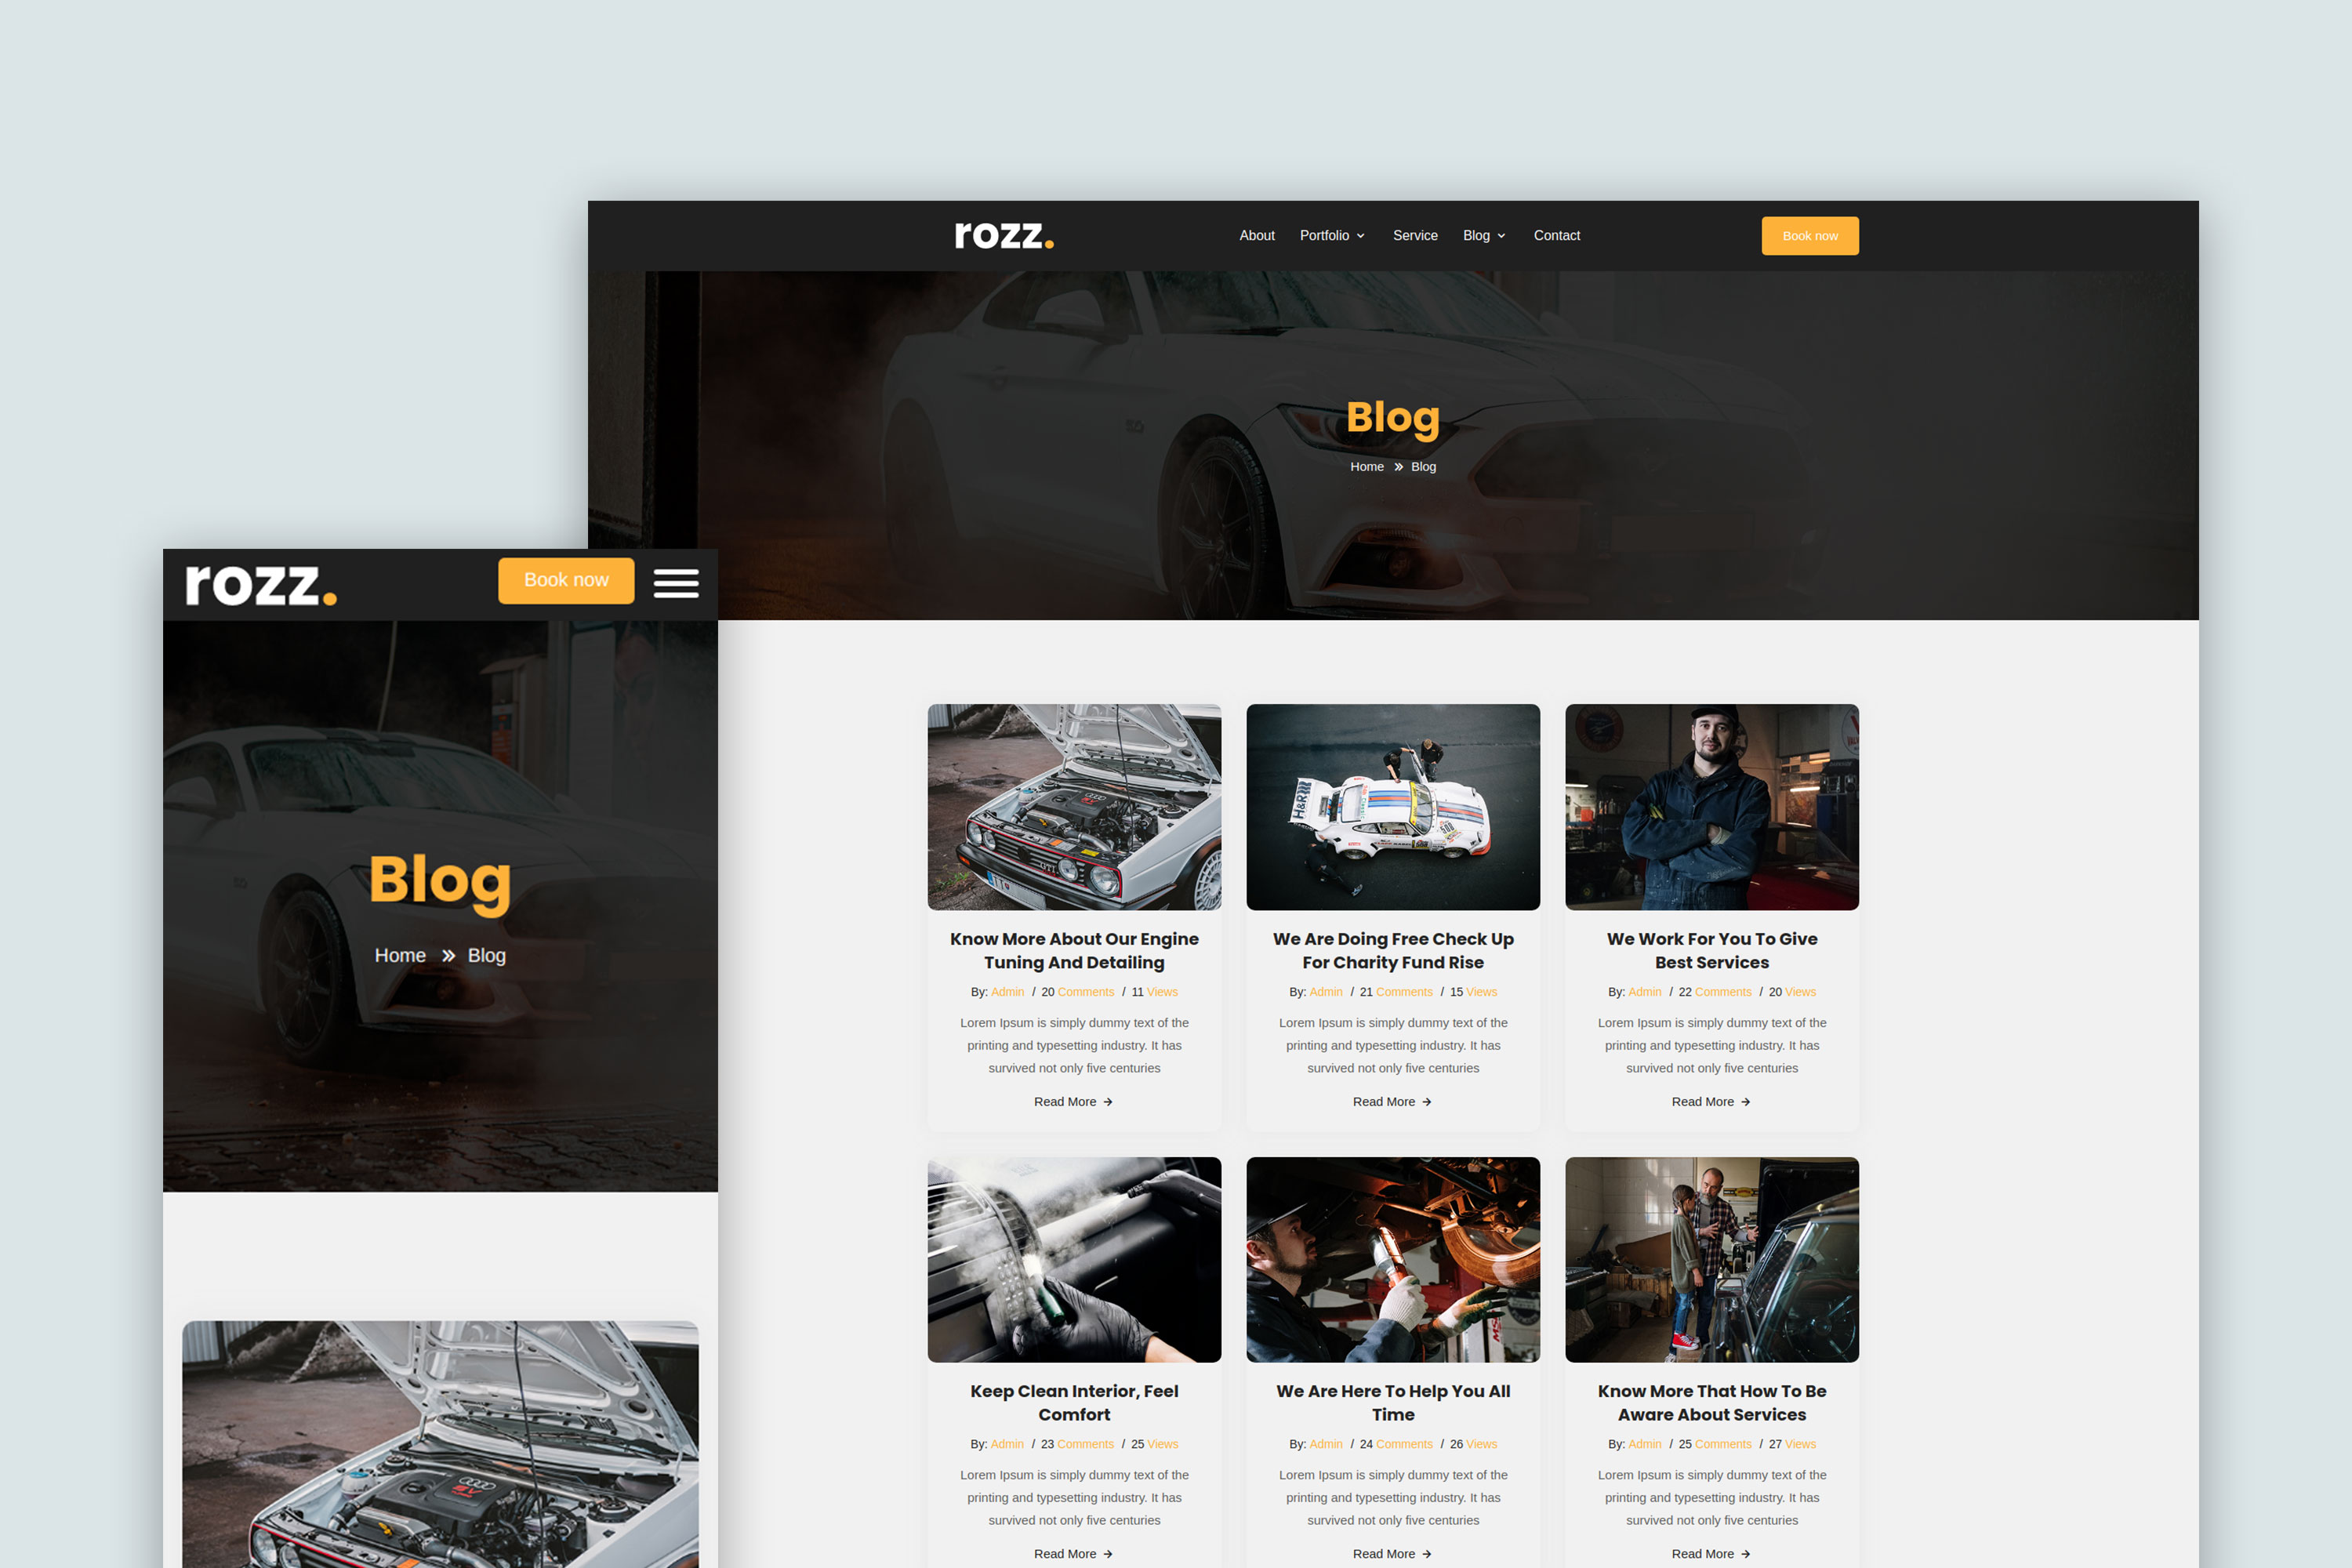 rozz.
About Portfolio Service Blog Contact
Book now
Blog
Home » Blog
rozz.
Book now
Blog
Home » Blog
H&R
Know More About Our Engine
Tuning And Detailing
By: Admin / 20 Comments / 11 Views
Lorem Ipsum is simply dummy text of the
printing and typesetting industry. It has
survived not only five centuries
Read More →
We Are Doing Free Check Up
For Charity Fund Rise
By: Admin / 21 Comments / 15 Views
Lorem Ipsum is simply dummy text of the
printing and typesetting industry. It has
survived not only five centuries
Read More →
We Work For You To Give
Best Services
By: Admin / 22 Comments / 20 Views
Lorem Ipsum is simply dummy text of the
printing and typesetting industry. It has
survived not only five centuries
Read More →
Keep Clean Interior, Feel
Comfort
By: Admin / 23 Comments / 25 Views
Lorem Ipsum is simply dummy text of the
printing and typesetting industry. It has
survived not only five centuries
Read More →
We Are Here To Help You All
Time
By: Admin / 24 Comments / 26 Views
Lorem Ipsum is simply dummy text of the
printing and typesetting industry. It has
survived not only five centuries
Read More →
Know More That How To Be
Aware About Services
By: Admin / 25 Comments / 27 Views
Lorem Ipsum is simply dummy text of the
printing and typesetting industry. It has
survived not only five centuries
Read More →